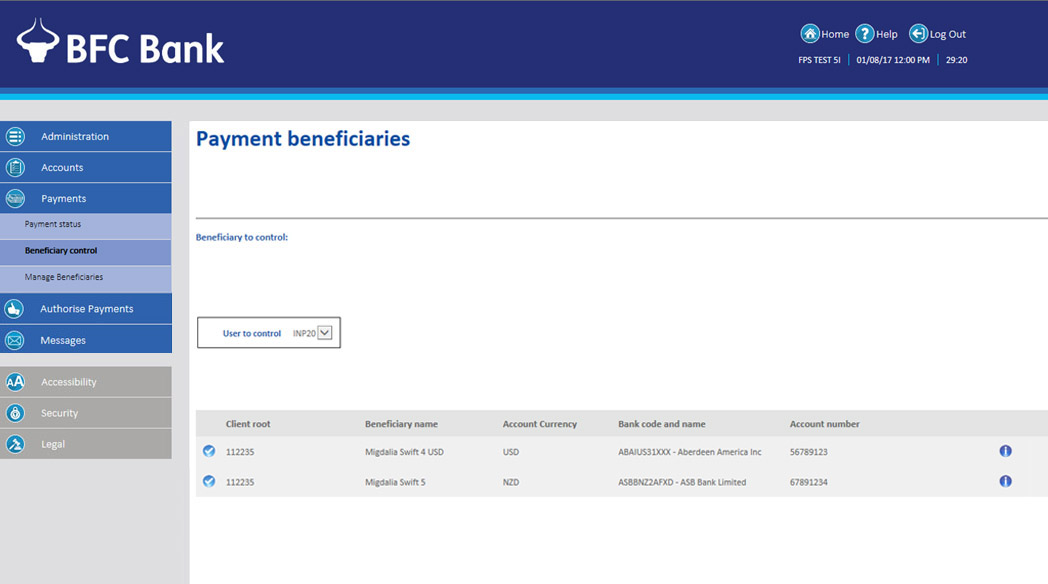 BFC Bank
Home Help Log Out
FPS TEST 5I 01/08/17 12:00 PM 29:20
Administration
Accounts
Payments
Payment status
Beneficiary control
Manage Beneficiaries
Authorise Payments
Messages
Accessibility
Security
Legal
Payment beneficiaries
Beneficiary to control:
User to control INP20
Client root Beneficiary name Account Currency Bank code and name Account number
112235 Migdalia Swift 4 USD USD ABAIUS31XXX - Aberdeen America Inc 56789123
112235 Migdalia Swift 5 NZD ASBBNZ2AFXD - ASB Bank Limited 67891234